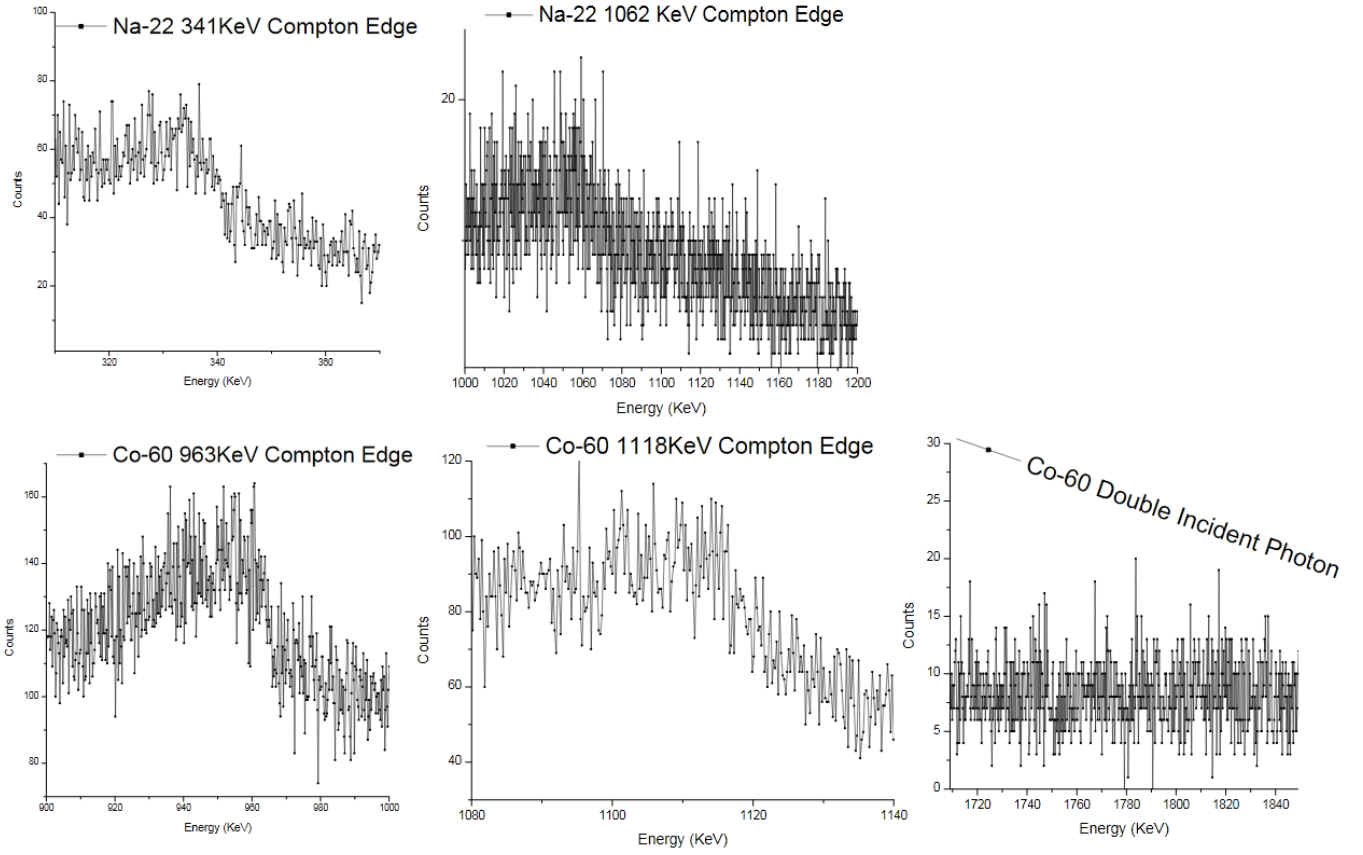 Na-22 341KeV Compton Edge
100
80
60
40
20
Counts
320
340
360
Energy (KeV)
Na-22 1062 KeV Compton Edge
20
Counts
1000 1020 1040 1060 1080 1100 1120 1140 1160 1180 1200
Energy (KeV)
Co-60 963KeV Compton Edge
160
140
120
100
80
Counts
900 920 940 960 980 1000
Energy (KeV)
Co-60 1118KeV Compton Edge
120
100
80
60
40
Counts
1080 1100 1120 1140
Energy (KeV)
Co-60 Double Incident Photon
30
25
20
15
10
5
0
Counts
1720 1740 1760 1780 1800 1820 1840
Energy (KeV)